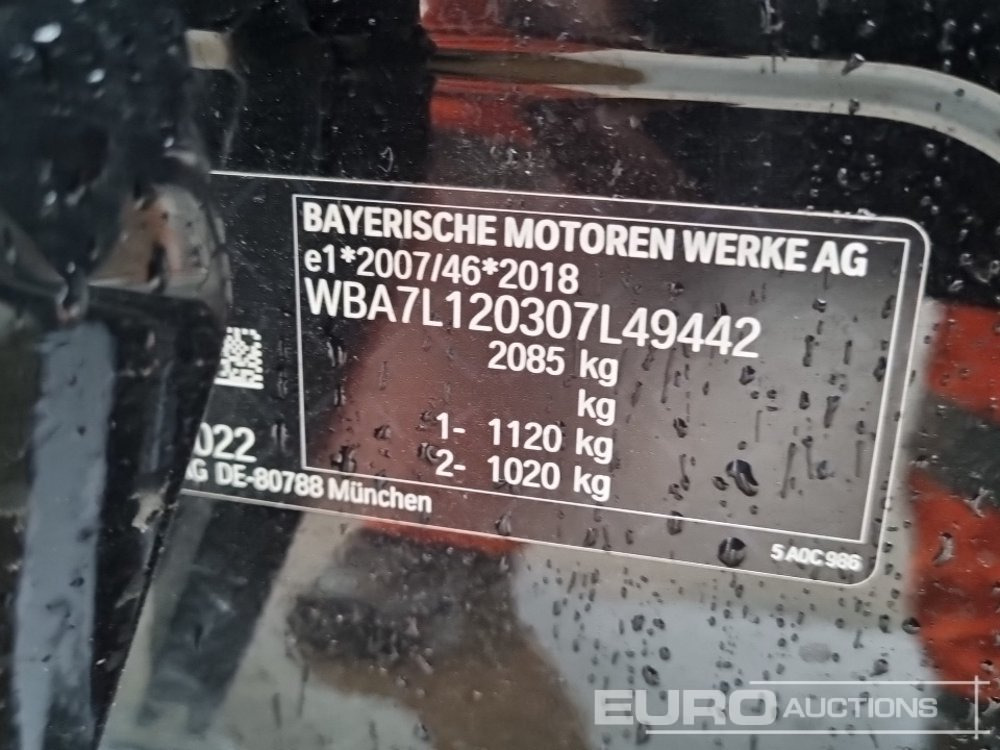 BAYERISCHE MOTOREN WERKE AG
e1*2007/46*2018
WBA7L120307L49442
2085 kg
kg
1- 1120 kg
2- 1020 kg
022
AG DE-80788 München
5 A0C 986
EURO AUCTIONS